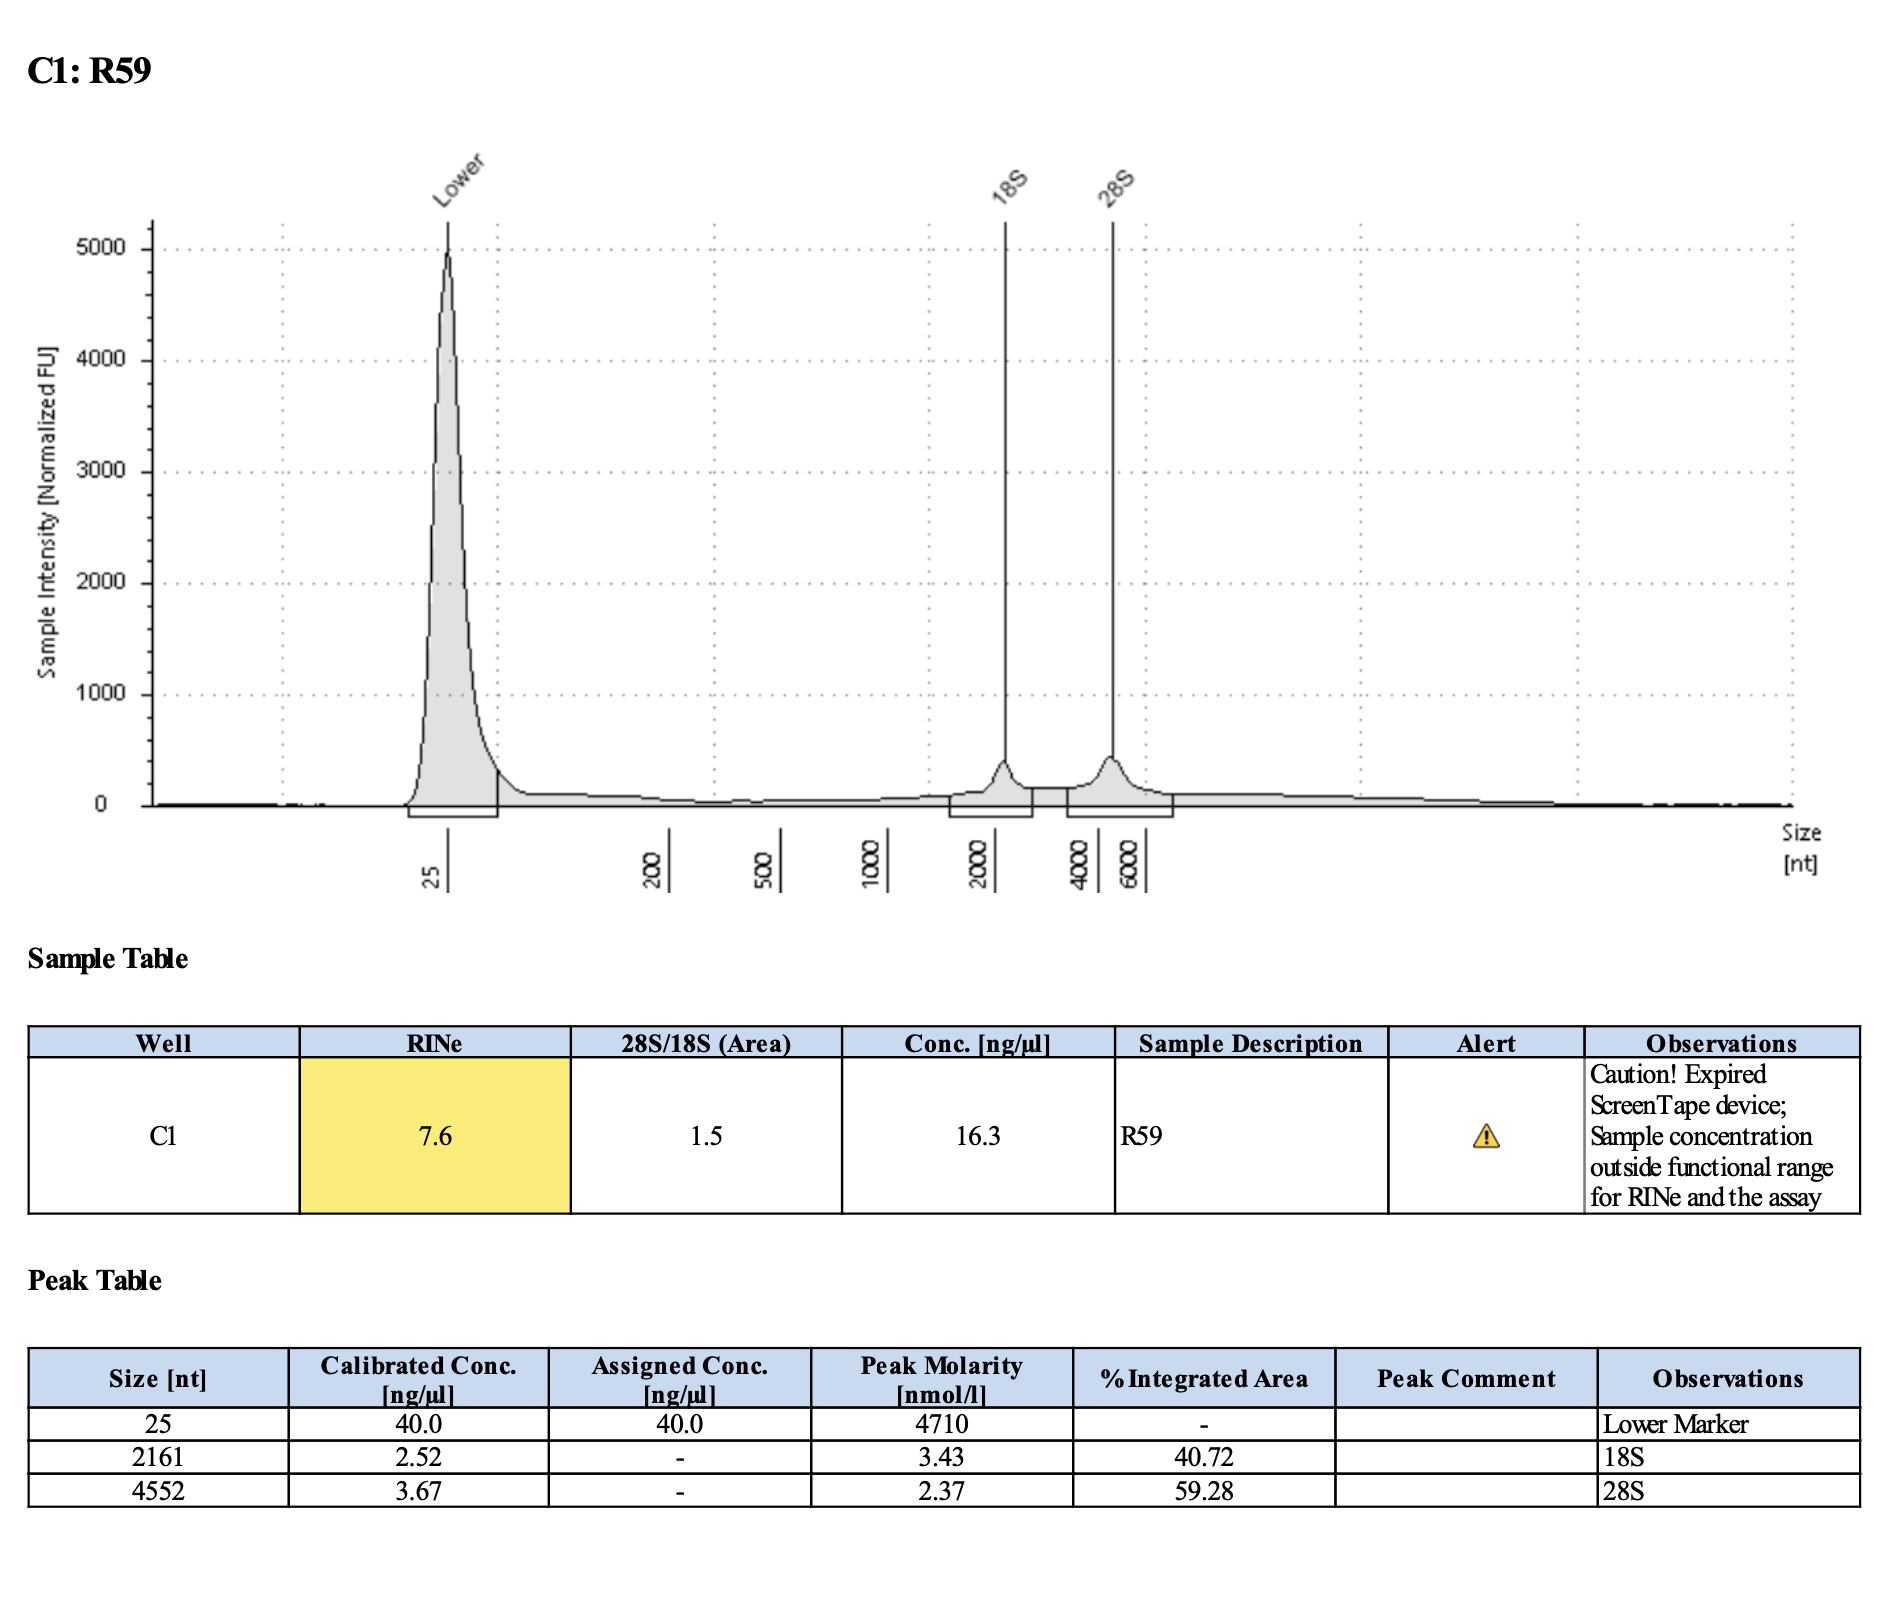 C1: R59
Lower
18S
28S
Sample Intensity [Normalized FU]
5000
4000
3000
2000
1000
0
25
200
500
1000
2000
4000
6000
Size
[nt]
Sample Table
Well RINe 28S/18S (Area) Conc. [ng/µl] Sample Description Alert Observations
C1 7.6 1.5 16.3 R59 Caution! Expired
ScreenTape device;
Sample concentration
outside functional range
for RINe and the assay
Peak Table
Size [nt] Calibrated Conc. [ng/µl] Assigned Conc. [ng/µl] Peak Molarity [nmol/l] % Integrated Area Peak Comment Observations
25 40.0 40.0 4710 - Lower Marker
2161 2.52 - 3.43 40.72 18S
4552 3.67 - 2.37 59.28 28S